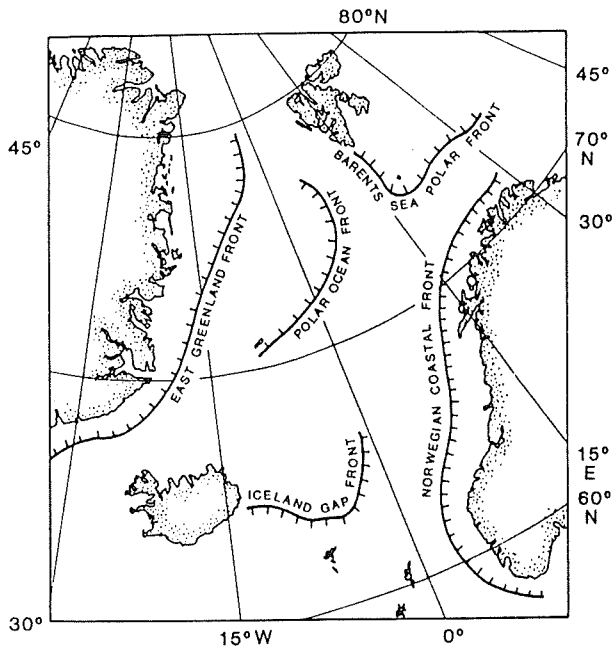 80°N
45°
45°
70°
N
30°
BARENTS
SEA POLAR FRONT
POLAR OCEAN FRONT
EAST GREENLAND FRONT
NORWEGIAN COASTAL FRONT
ICELAND GAP FRONT
15°
E
60°
N
30°
15°W
0°